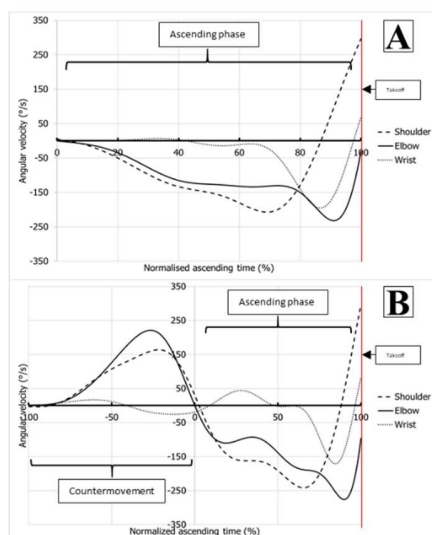 A
Ascending phase
Angular velocity (°/s)
350
250
150
50
-50
-150
-250
-350
0
20
40
60
80
100
Takeoff
Shoulder
Elbow
Wrist
Normalised ascending time (%)
B
Ascending phase
Angular velocity (°/s)
350
250
150
50
-50
-150
-250
-350
-100
-50
0
50
100
Takeoff
Shoulder
Elbow
Wrist
Countermovement
Normalized ascending time (%)